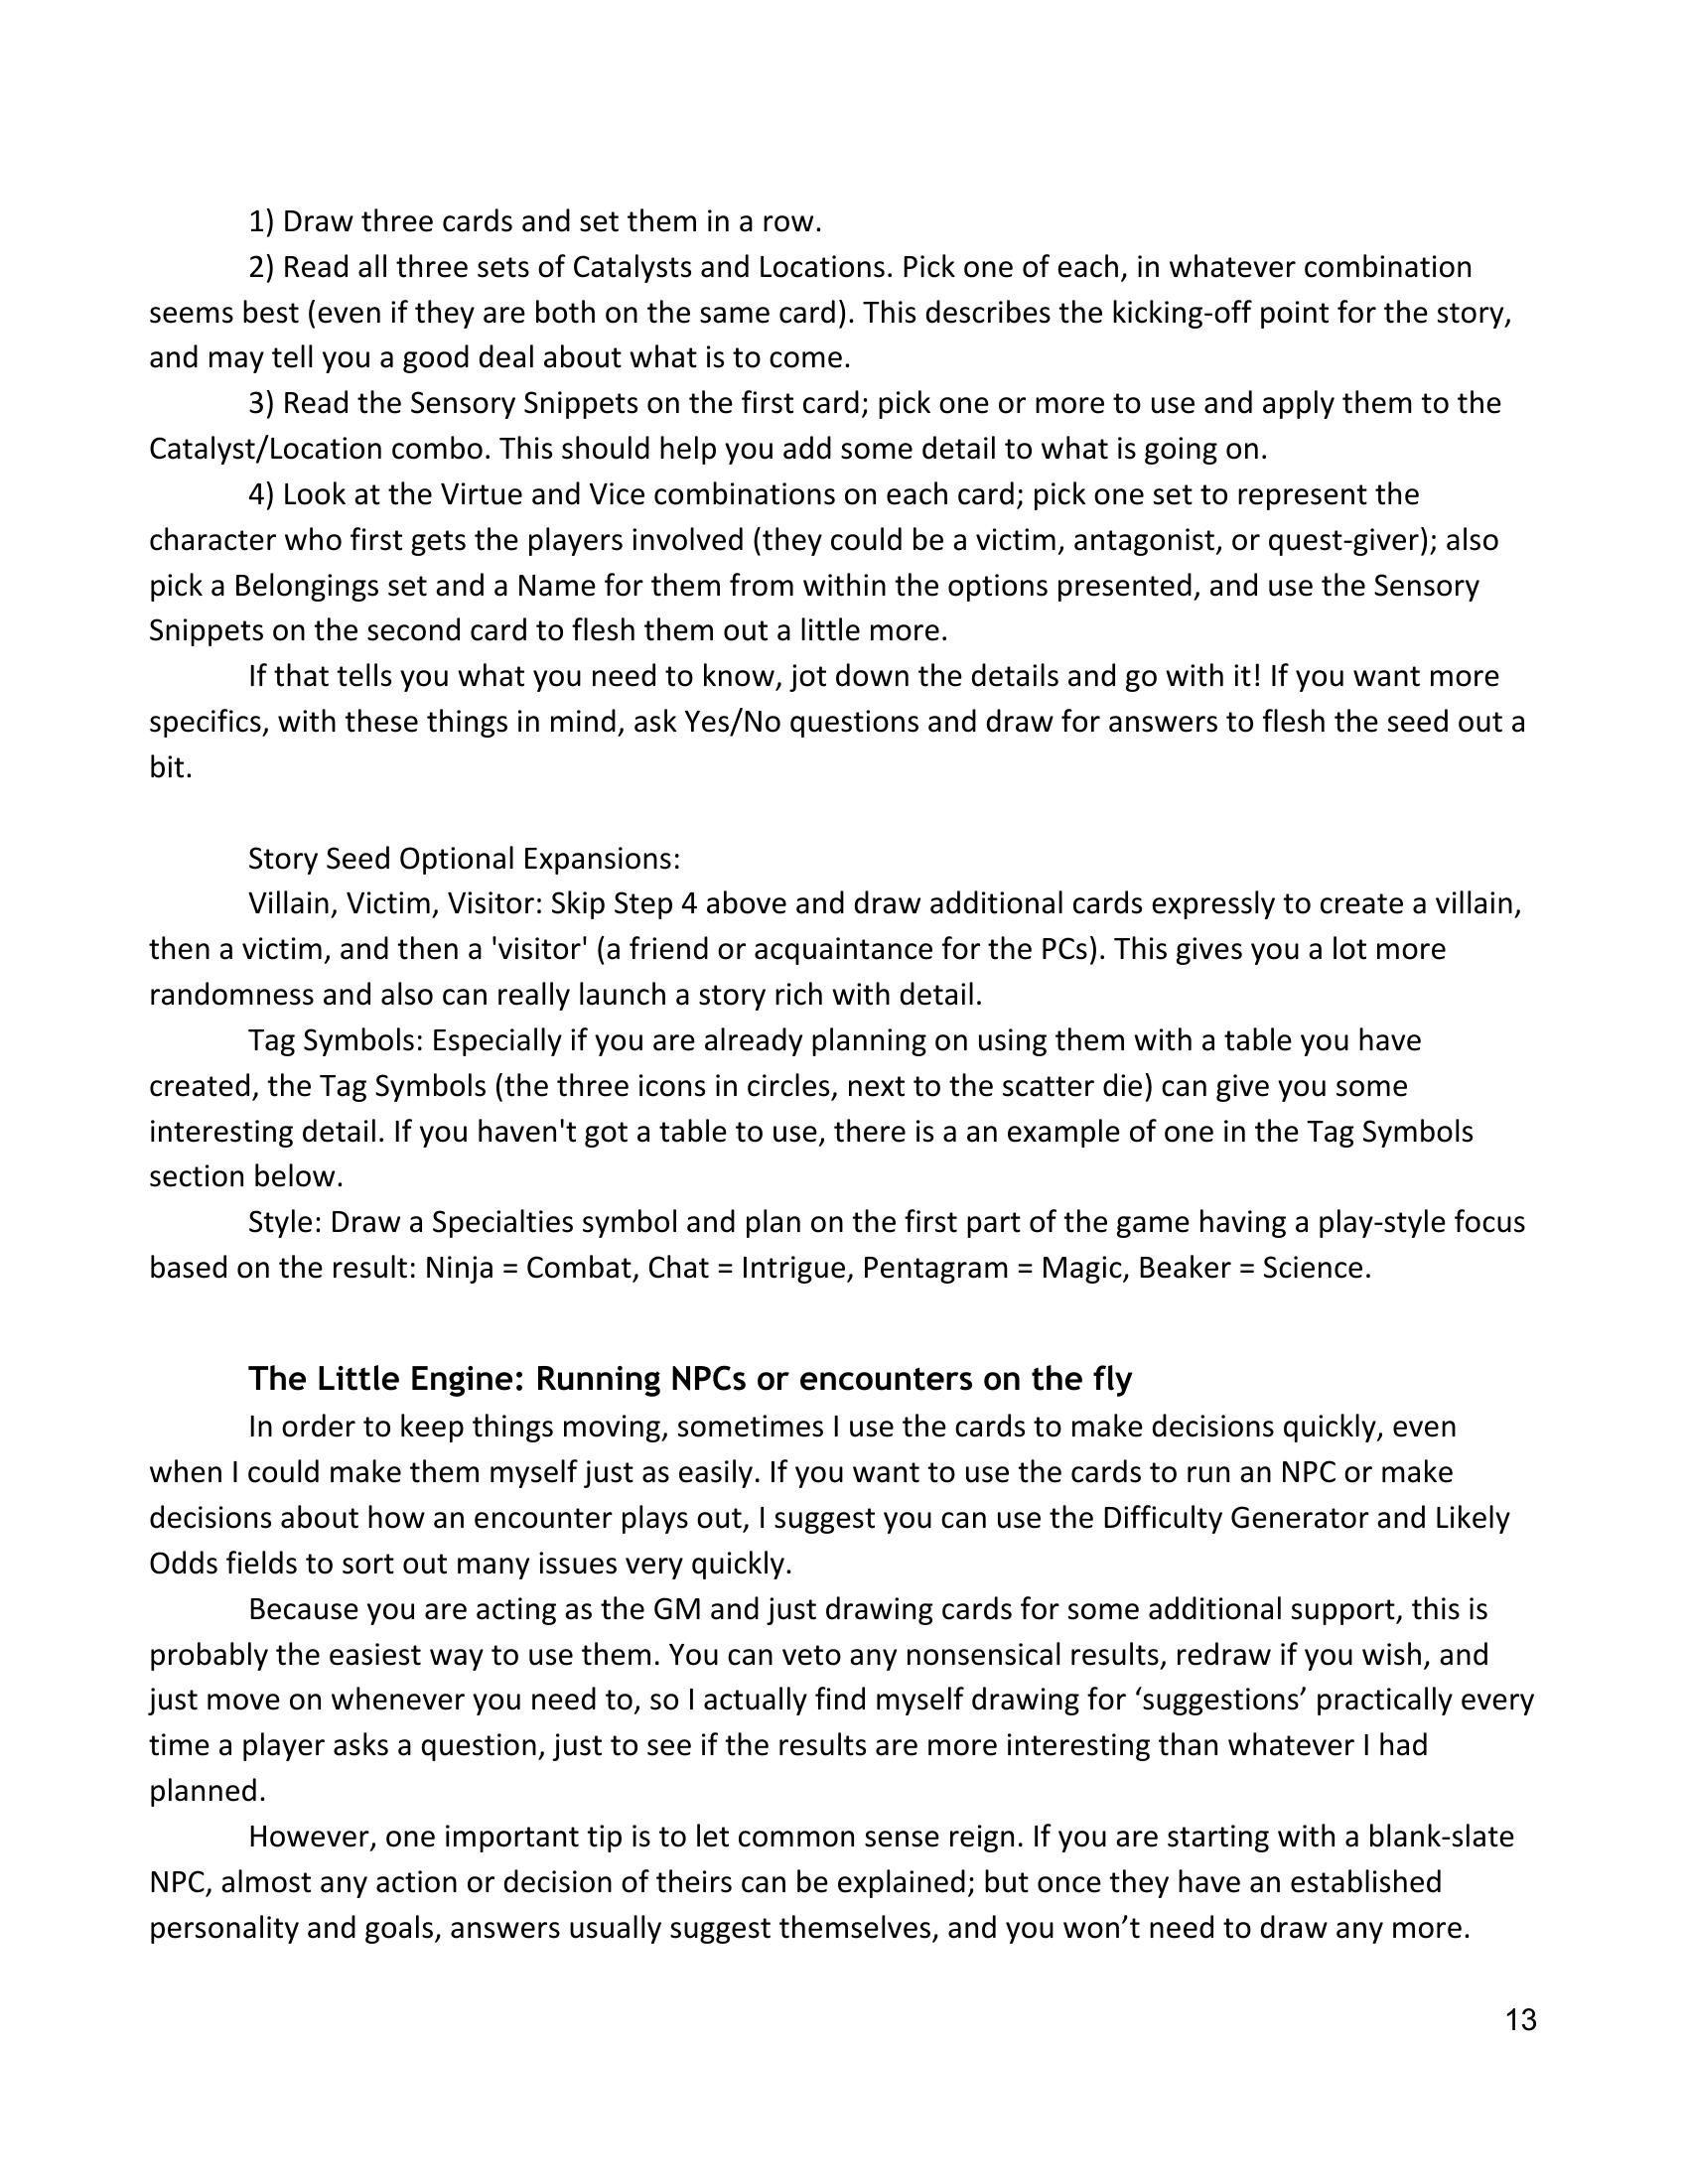 1) Draw three cards and set them in a row.
2) Read all three sets of Catalysts and Locations. Pick one of each, in whatever combination
seems best (even if they are both on the same card). This describes the kicking-off point for the story,
and may tell you a good deal about what is to come.
3) Read the Sensory Snippets on the first card; pick one or more to use and apply them to the
Catalyst/Location combo. This should help you add some detail to what is going on.
4) Look at the Virtue and Vice combinations on each card; pick one set to represent the
character who first gets the players involved (they could be a victim, antagonist, or quest-giver); also
pick a Belongings set and a Name for them from within the options presented, and use the Sensory
Snippets on the second card to flesh them out a little more.
If that tells you what you need to know, jot down the details and go with it! If you want more
specifics, with these things in mind, ask Yes/No questions and draw for answers to flesh the seed out a
bit.
Story Seed Optional Expansions:
Villain, Victim, Visitor: Skip Step 4 above and draw additional cards expressly to create a villain,
then a victim, and then a 'visitor' (a friend or acquaintance for the PCs). This gives you a lot more
randomness and also can really launch a story rich with detail.
Tag Symbols: Especially if you are already planning on using them with a table you have
created, the Tag Symbols (the three icons in circles, next to the scatter die) can give you some
interesting detail. If you haven't got a table to use, there is a an example of one in the Tag Symbols
section below.
Style: Draw a Specialties symbol and plan on the first part of the game having a play-style focus
based on the result: Ninja = Combat, Chat = Intrigue, Pentagram = Magic, Beaker = Science.
The Little Engine: Running NPCs or encounters on the fly
In order to keep things moving, sometimes I use the cards to make decisions quickly, even
when I could make them myself just as easily. If you want to use the cards to run an NPC or make
decisions about how an encounter plays out, I suggest you can use the Difficulty Generator and Likely
Odds fields to sort out many issues very quickly.
Because you are acting as the GM and just drawing cards for some additional support, this is
probably the easiest way to use them. You can veto any nonsensical results, redraw if you wish, and
just move on whenever you need to, so I actually find myself drawing for ‘suggestions’ practically every
time a player asks a question, just to see if the results are more interesting than whatever I had
planned.
However, one important tip is to let common sense reign. If you are starting with a blank-slate
NPC, almost any action or decision of theirs can be explained; but once they have an established
personality and goals, answers usually suggest themselves, and you won’t need to draw any more.
13